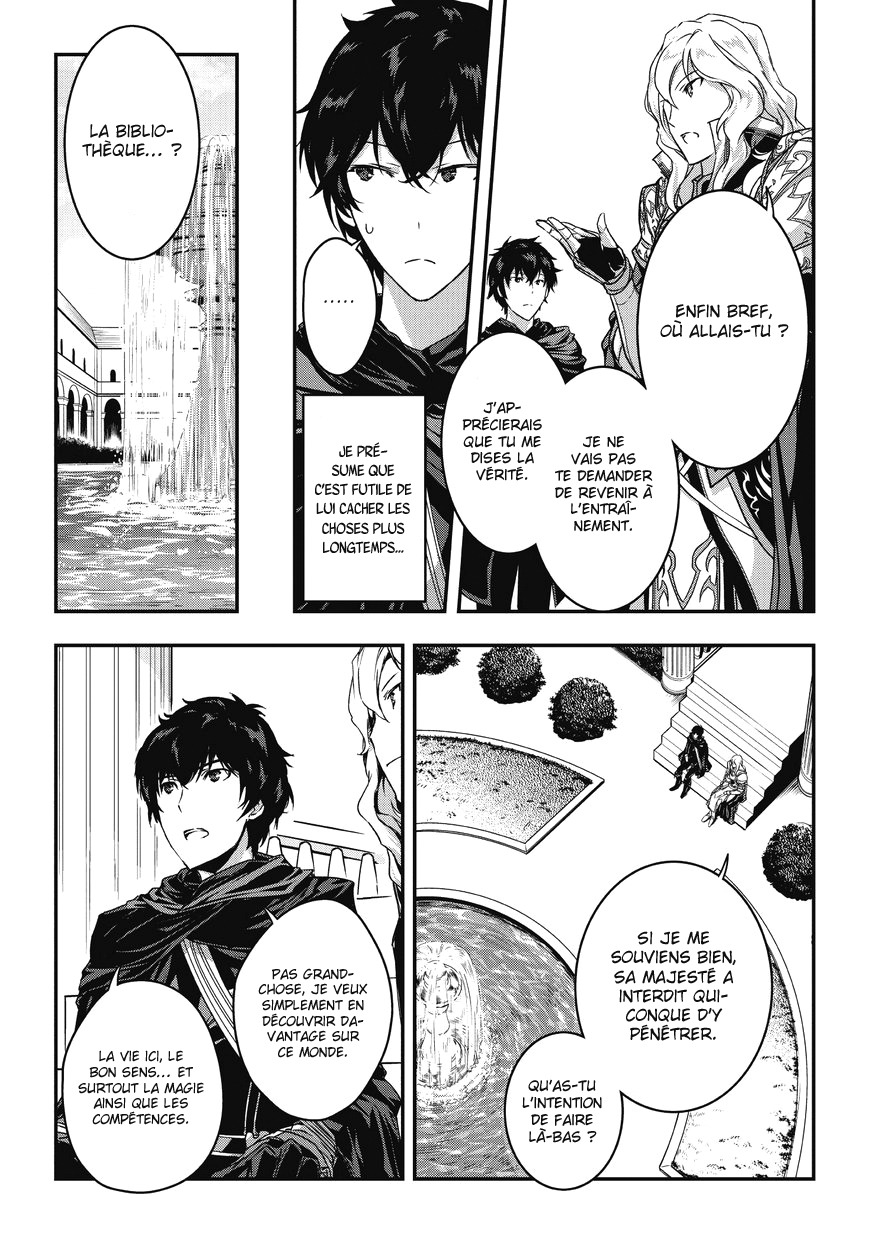 ENFIN BREF,
OÙ ALLAIS-TU ?
JE NE
VAIS PAS
TE DEMANDER
DE REVENIR À
L'ENTRAÎ-
NEMENT.
J'AP-
PRÉCIERAIS
QUE TU ME
DISES LA
VÉRITÉ.
.....
JE PRÉ-
SUME QUE
C'EST FUTILE DE
LUI CACHER LES
CHOSES PLUS
LONGTEMPS...
LA BIBLIO-
THÈQUE... ?
SI JE ME
SOUVIENS BIEN,
SA MAJESTÉ A
INTERDIT QUI-
CONQUE D'Y
PÉNÉTRER.
QU'AS-TU
L'INTENTION
DE FAIRE
LÀ-BAS ?
PAS GRAND-
CHOSE, JE VEUX
SIMPLEMENT EN
DÉCOUVRIR DA-
VANTAGE SUR
CE MONDE.
LA VIE ICI, LE
BON SENS... ET
SURTOUT LA MAGIE
AINSI QUE LES
COMPÉTENCES.